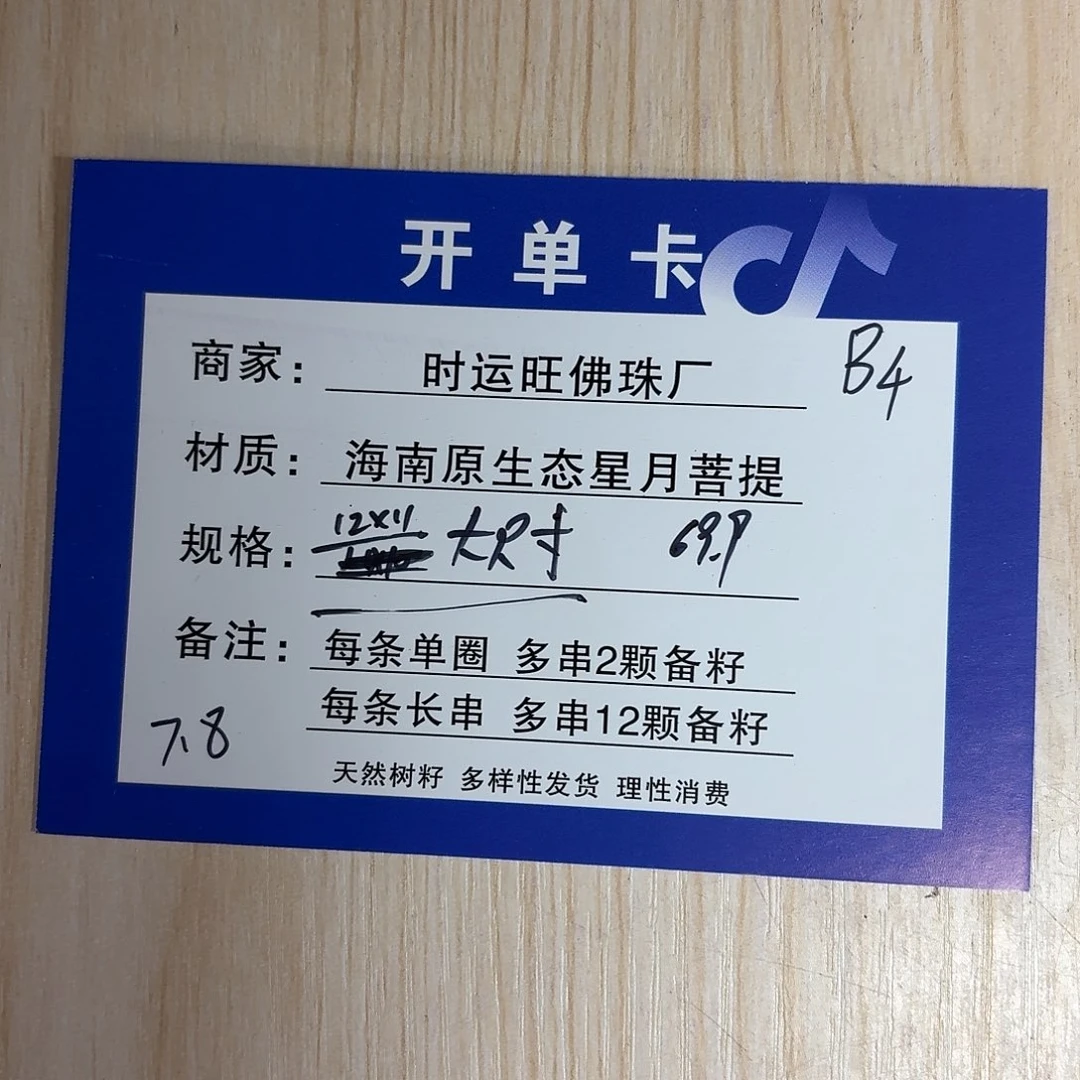 开单卡
B4
商家： 时运旺佛珠厂
材质： 海南原生态星月菩提
规格： 12×11 大尺寸 69.9
备注： 每条单圈 多串2颗备籽
每条长串 多串12颗备籽
7.8
天然树籽 多样性发货 理性消费